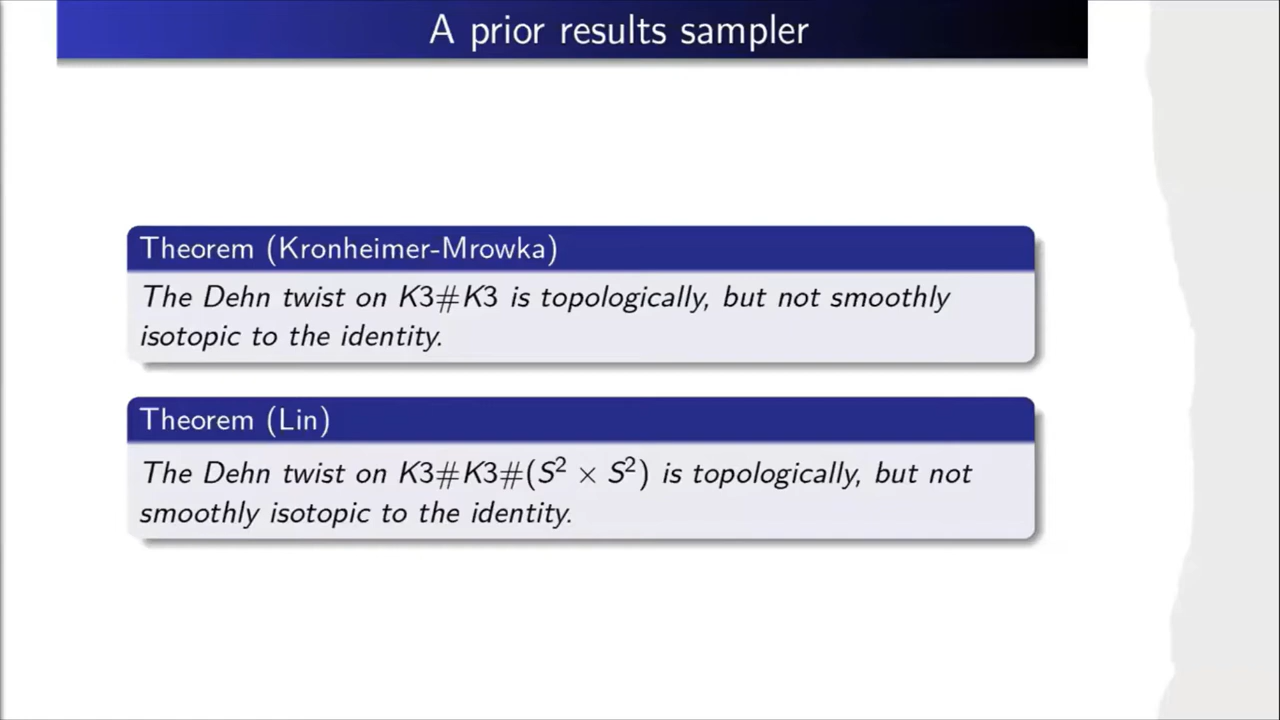 A prior results sampler
Theorem (Kronheimer-Mrowka)
The Dehn twist on K3#K3 is topologically, but not smoothly
isotopic to the identity.
Theorem (Lin)
The Dehn twist on K3#K3#(S² × S²) is topologically, but not
smoothly isotopic to the identity.